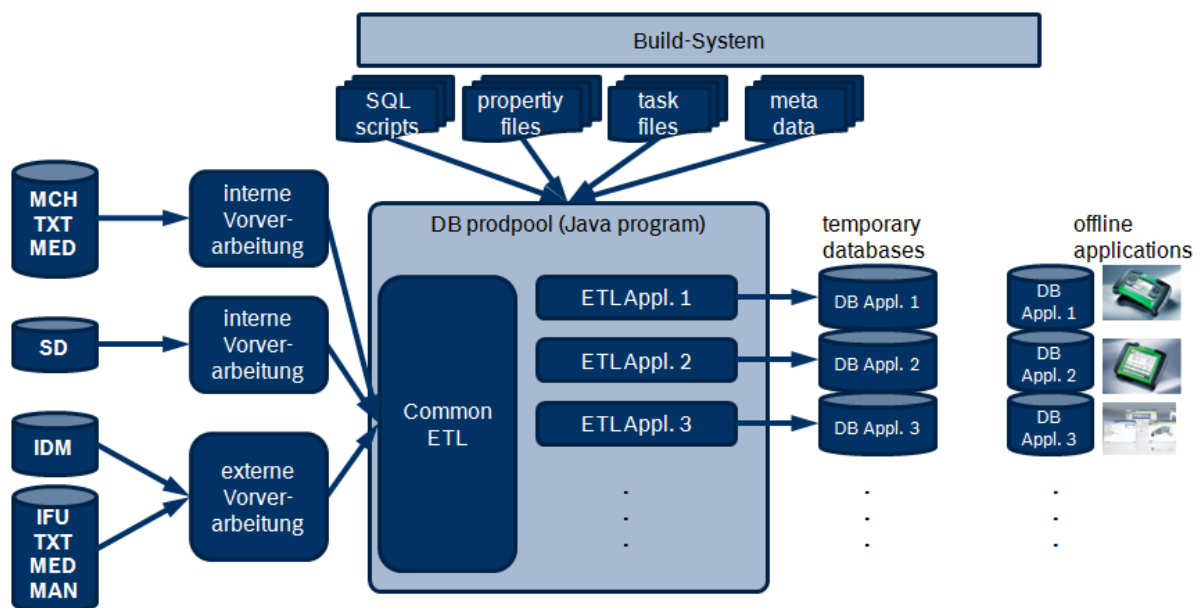 Build-System
SQL
scripts
propertiy
files
task
files
meta
data
MCH
TXT
MED
interne
Vorver-
arbeitung
SD
interne
Vorver-
arbeitung
IDM
IFU
TXT
MED
MAN
externe
Vorver-
arbeitung
DB prodpool (Java program)
Common
ETL
ETL Appl. 1
ETL Appl. 2
ETL Appl. 3
.
.
.
temporary
databases
DB Appl. 1
DB Appl. 2
DB Appl. 3
.
.
.
offline
applications
DB
Appl. 1
DB
Appl. 2
DB
Appl. 3
.
.
.